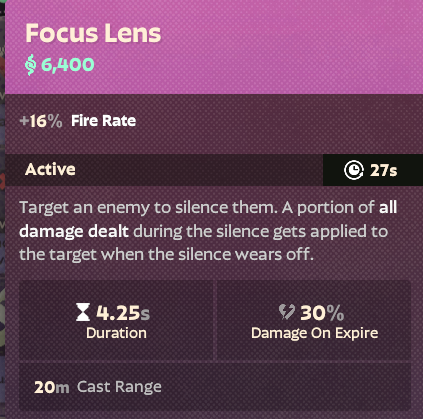 Focus Lens
6,400
+16% Fire Rate
Active 27s
Target an enemy to silence them. A portion of all
damage dealt during the silence gets applied to
the target when the silence wears off.
4.25s 30%
Duration Damage On Expire
20m Cast Range